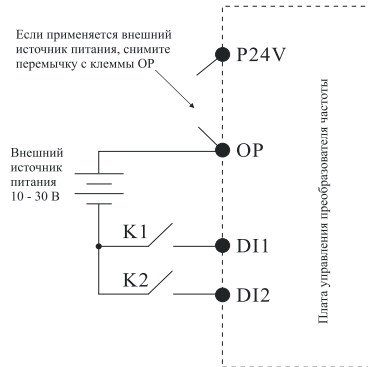 Если применяется внешний
источник питания, снимите
перемычку с клеммы OP
P24V
OP
Внешний
источник
питания
10 - 30 В
K1
DI1
K2
DI2
Плата управления преобразователя частоты